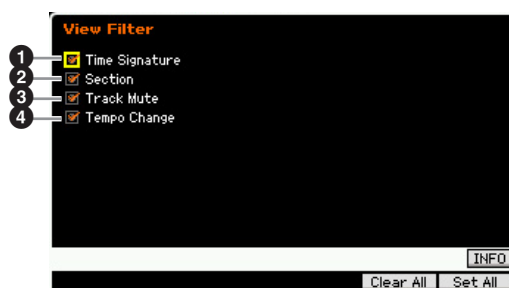 View Filter
1 Time Signature
2 Section
3 Track Mute
4 Tempo Change
INFO
Clear All Set All